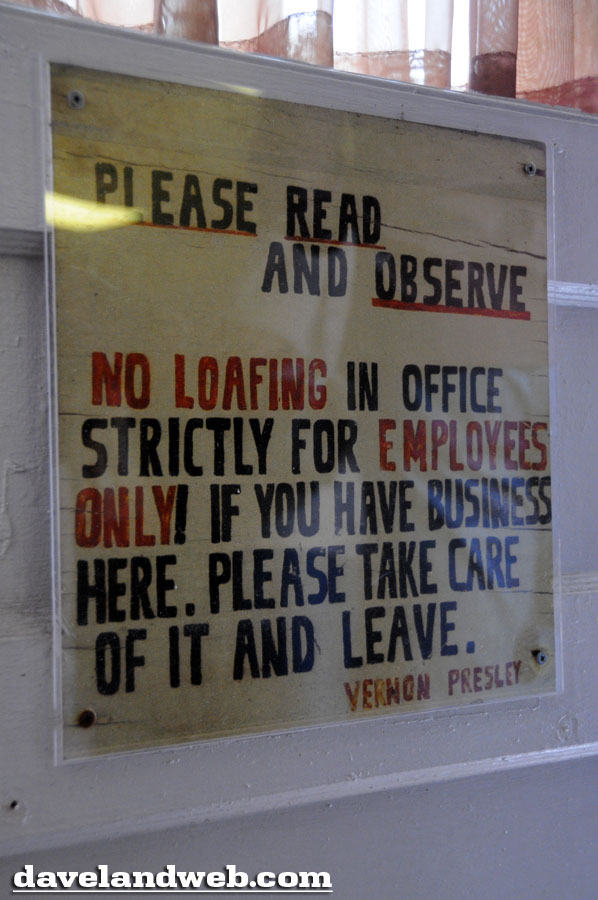 PLEASE READ
AND OBSERVE
NO LOAFING IN OFFICE
STRICTLY FOR EMPLOYEES
ONLY! IF YOU HAVE BUSINESS
HERE. PLEASE TAKE CARE
OF IT AND LEAVE.
VERNON PRESLEY
davelandweb.com